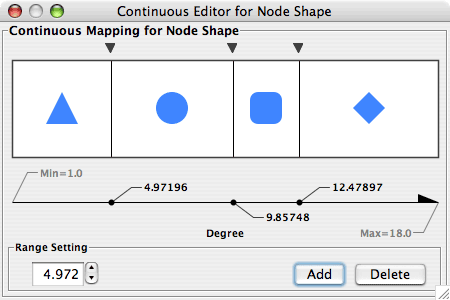 Continuous Editor for Node Shape
Continuous Mapping for Node Shape
Min=1.0
4.97196
12.47897
9.85748
Degree
Max=18.0
Range Setting
4.972
Add
Delete